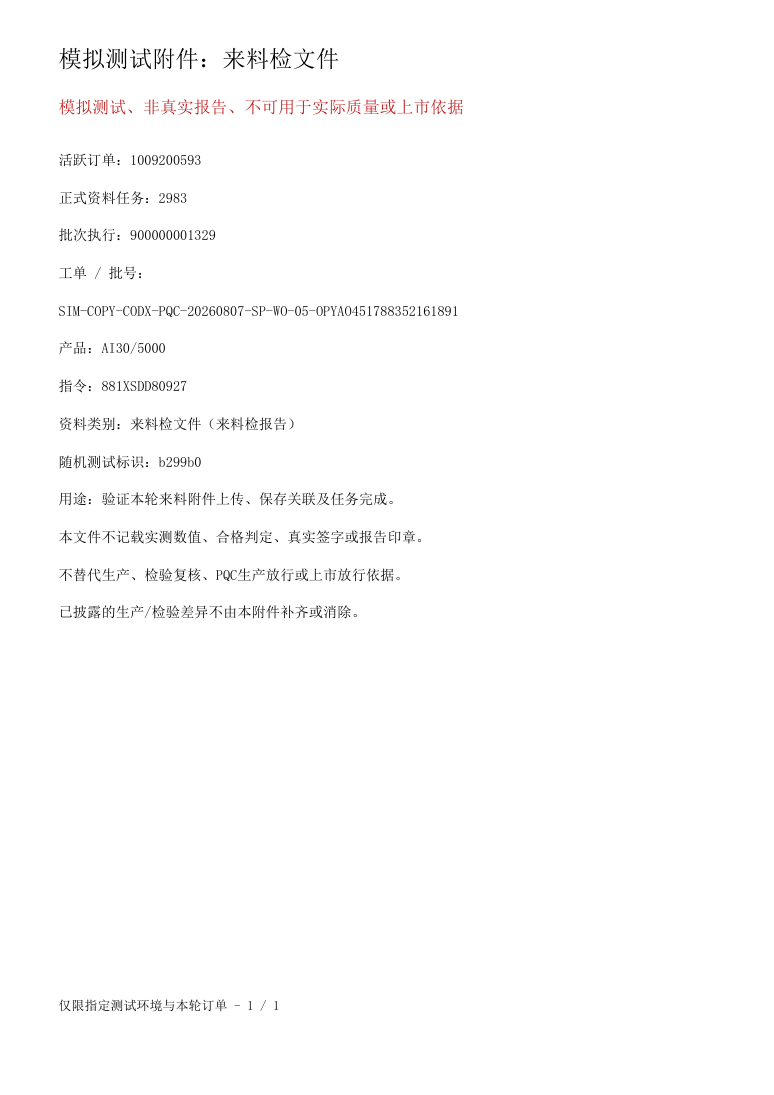 模拟测试附件：来料检文件
模拟测试、非真实报告、不可用于实际质量或上市依据
活跃订单：1009200593
正式资料任务：2983
批次执行：900000001329
工单 / 批号：
SIM-COPY-CODX-PQC-20260807-SP-WO-05-OPYAO451788352161891
产品：AI30/5000
指令：881XSDD80927
资料类别：来料检文件（来料检报告）
随机测试标识：b299b0
用途：验证本轮来料附件上传、保存关联及任务完成。
本文件不记载实测数值、合格判定、真实签字或报告印章。
不替代生产、检验复核、PQC生产放行或上市放行依据。
已披露的生产/检验差异不由本附件补齐或消除。
仅限指定测试环境与本轮订单 - 1 / 1